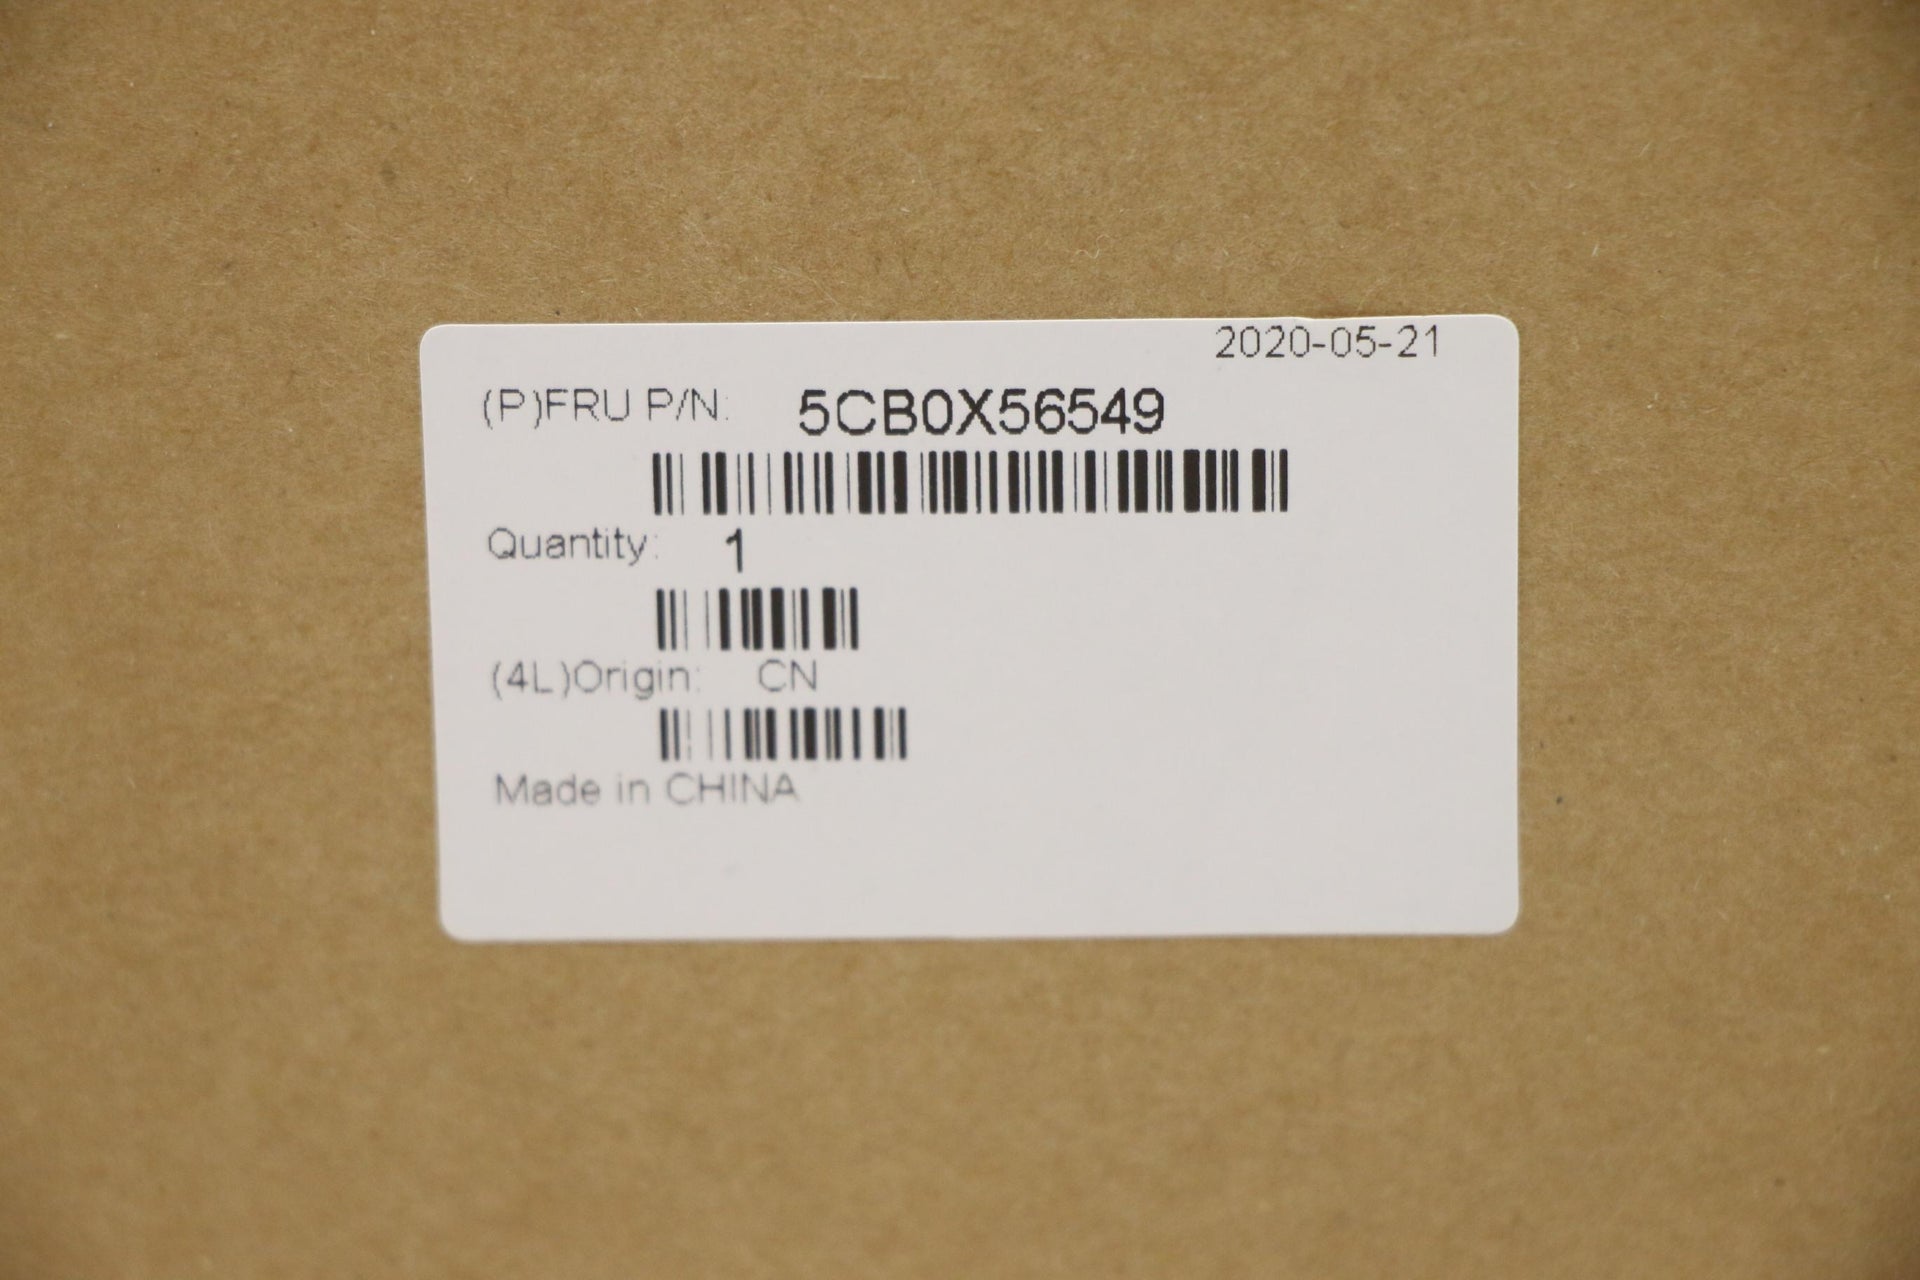 2020-05-21
(P)FRU P/N: 5CB0X56549
Quantity: 1
(4L)Origin: CN
Made in CHINA